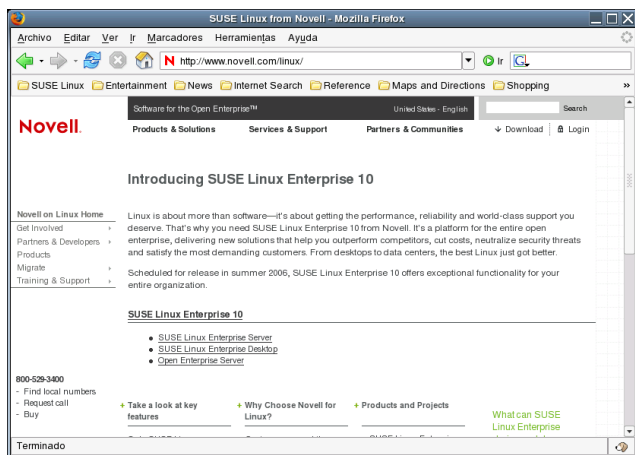 SUSE Linux from Novell - Mozilla Firefox
Archivo Editar Ver Ir Marcadores Herramientas Ayuda
N http://www.novell.com/linux/ Ir G
SUSE Linux Entertainment News Internet Search Reference Maps and Directions Shopping »
Software for the Open Enterprise™ United States - English Search
Novell.
Products & Solutions Services & Support Partners & Communities Download Login
Introducing SUSE Linux Enterprise 10
Novell on Linux Home
Get Involved
Partners & Developers
Products
Migrate
Training & Support
Linux is about more than software—it's about getting the performance, reliability and world-class support you
deserve. That's why you need SUSE Linux Enterprise 10 from Novell. It's a platform for the entire open
enterprise, delivering new solutions that help you outperform competitors, cut costs, neutralize security threats
and satisfy the most demanding customers. From desktops to data centers, the best Linux just got better.
Scheduled for release in summer 2006, SUSE Linux Enterprise 10 offers exceptional functionality for your
entire organization.
SUSE Linux Enterprise 10
SUSE Linux Enterprise Server
SUSE Linux Enterprise Desktop
Open Enterprise Server
800-529-3400
- Find local numbers
- Request call
- Buy
+ Take a look at key
features
+ Why Choose Novell for
Linux?
+ Products and Projects
What can SUSE
Linux Enterprise
Terminado